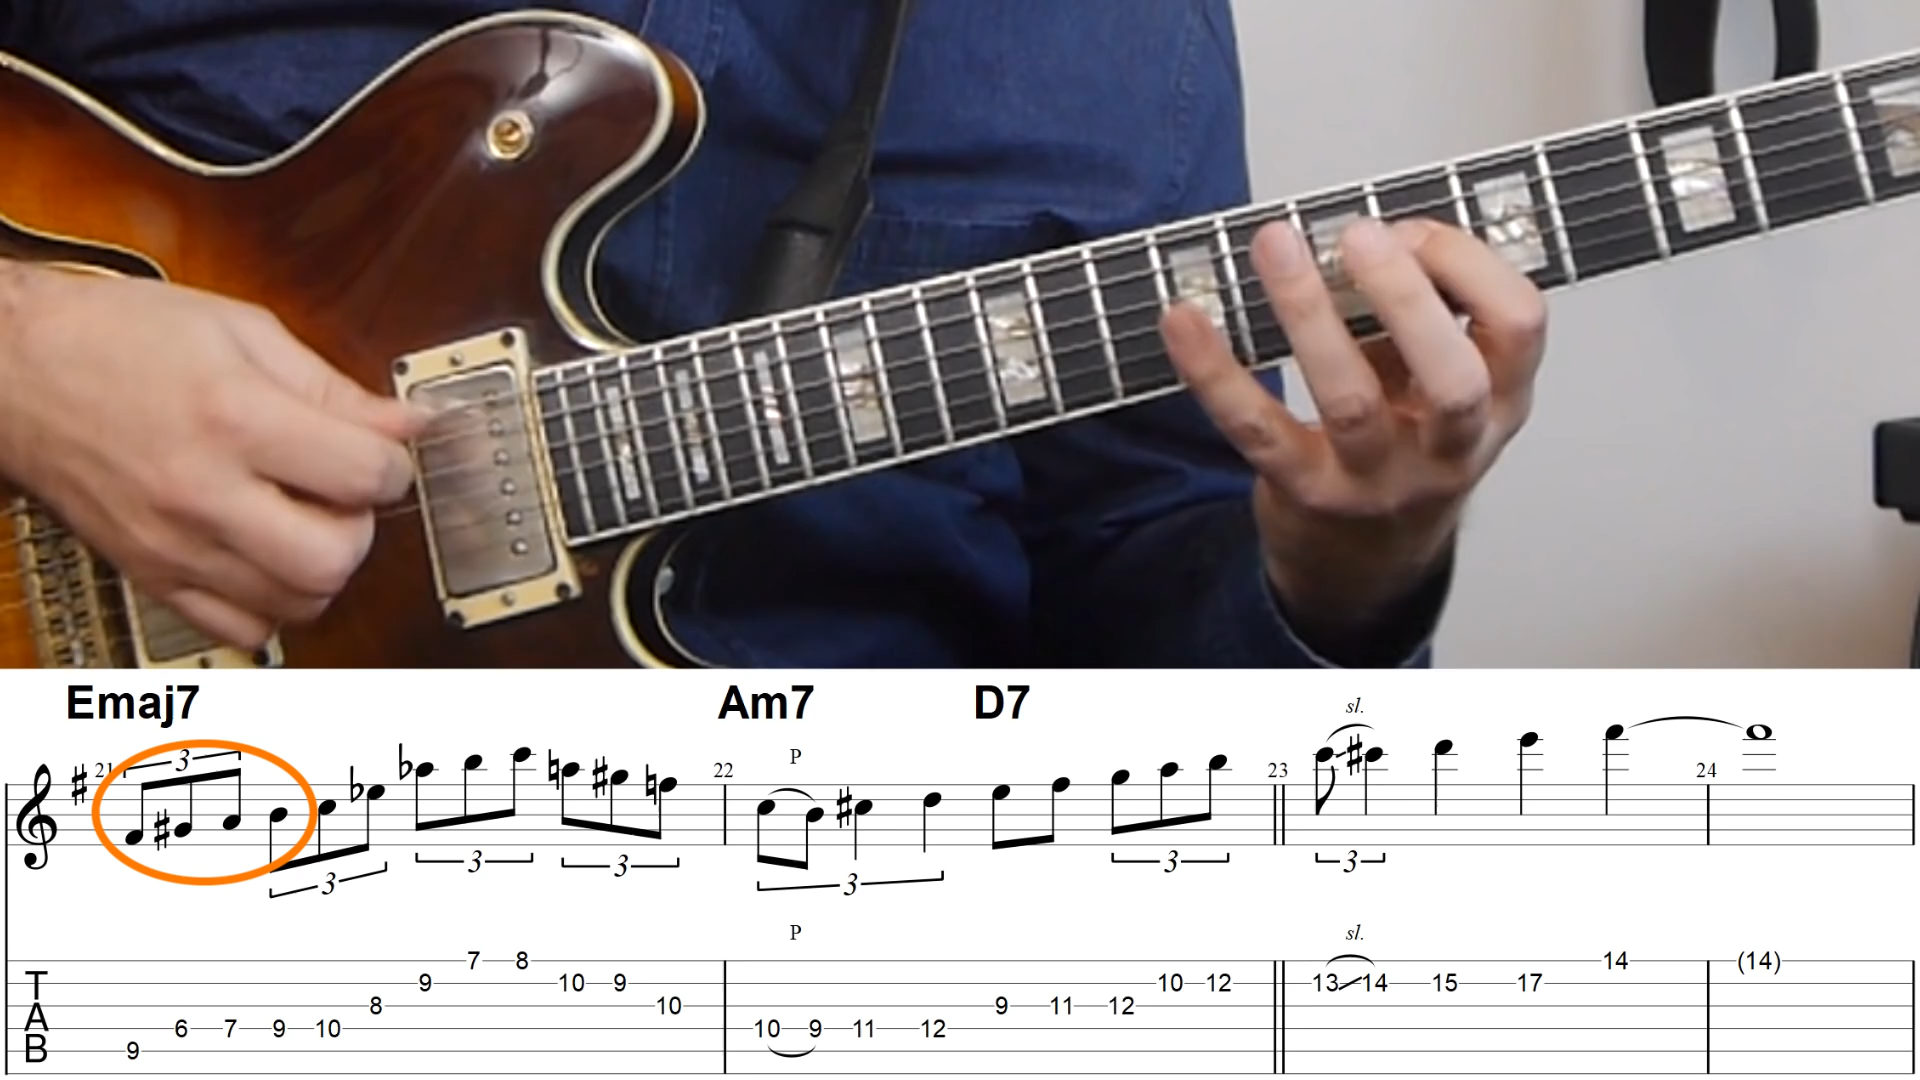 Emaj7 Am7 D7
sl.
21 3 22 P 23 24
3 3 3 3 3 3
P sl.
7 8 14 (14)
T 9 10 9 10 12 13 14 15 17
8 10 9 11 12
A 6 7 9 10 10 9 11 12
B 9